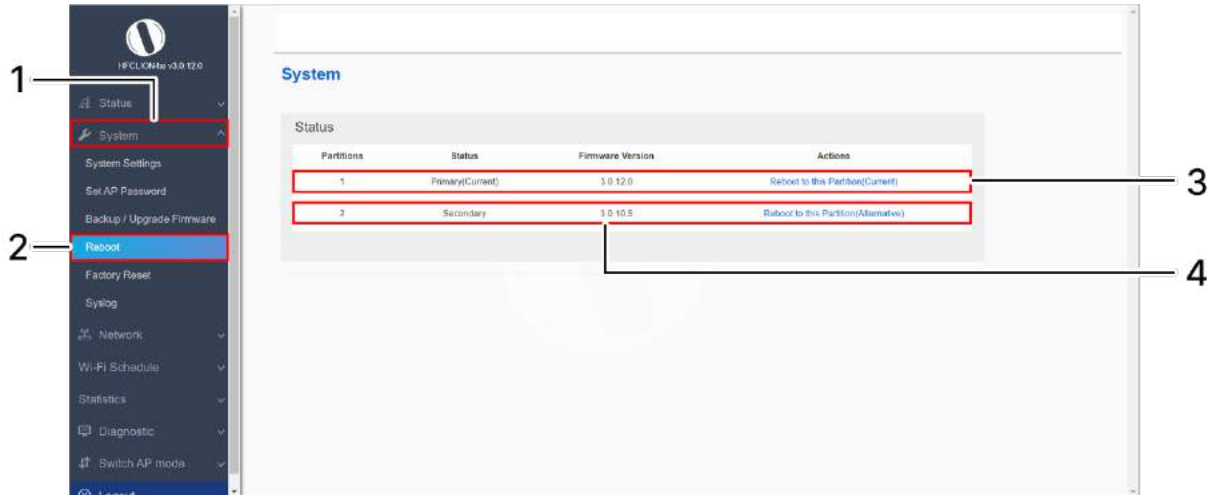 HFCLION4xi v3.0.12.0
1
Status
System
System Settings
Set AP Password
Backup / Upgrade Firmware
2
Reboot
Factory Reset
Syslog
Network
Wi-Fi Schedule
Statistics
Diagnostic
Switch AP mode
Logout
System
Status
Partitions Status Firmware Version Actions
1 Primary(Current) 3.0.12.0 Reboot to this Partition(Current)
3
2 Secondary 3.0.10.5 Reboot to this Partition(Alternative)
4